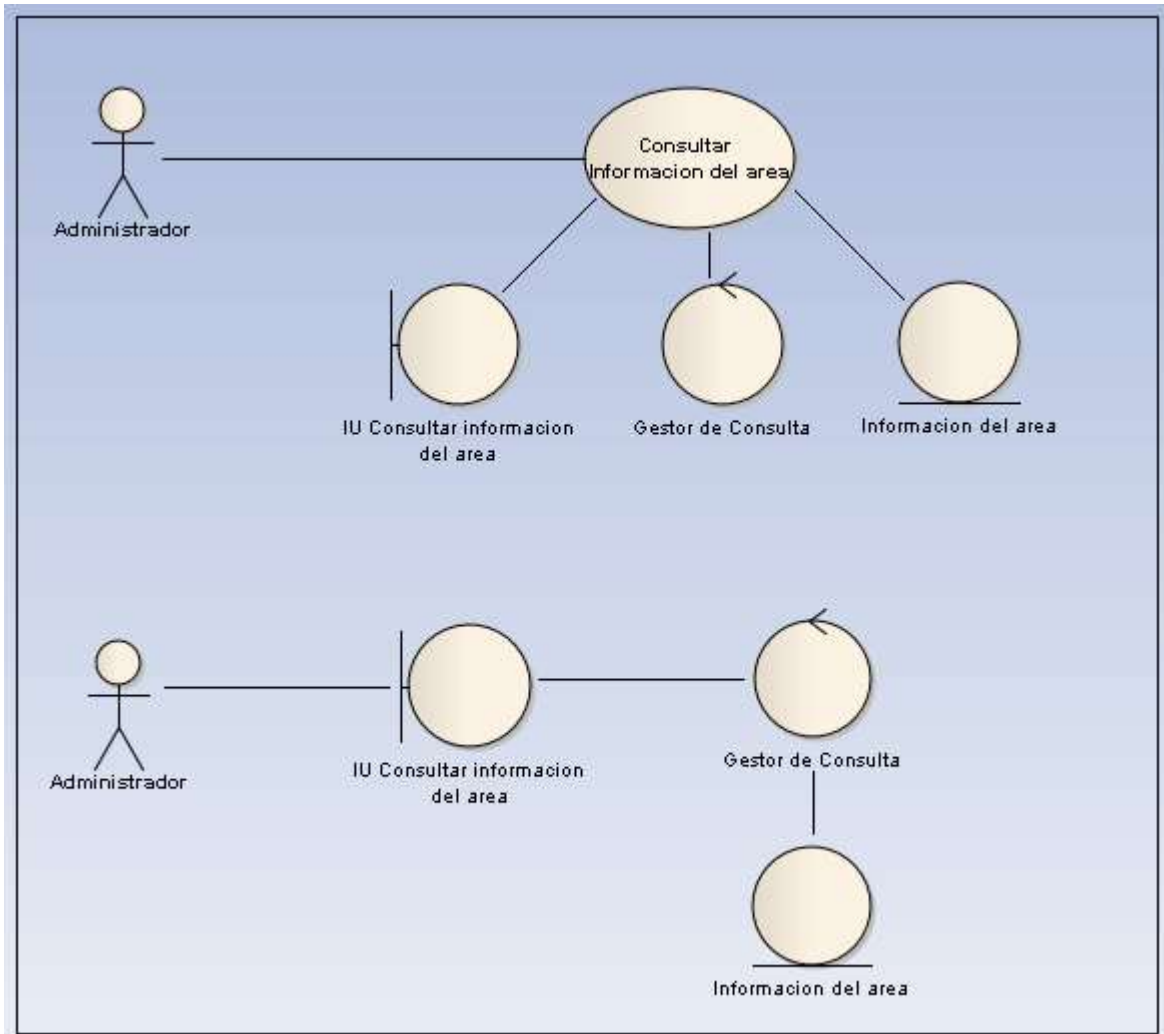 Consultar
Informacion del area
Administrador
IU Consultar informacion
del area
Gestor de Consulta
Informacion del area
Administrador
IU Consultar informacion
del area
Gestor de Consulta
Informacion del area